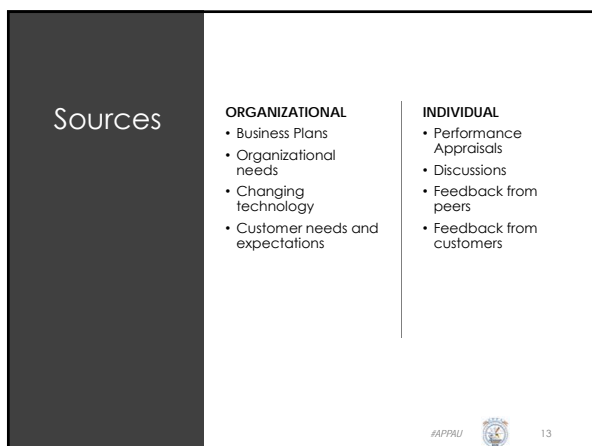 Sources
ORGANIZATIONAL
• Business Plans
• Organizational
needs
• Changing
technology
• Customer needs and
expectations
INDIVIDUAL
• Performance
Appraisals
• Discussions
• Feedback from
peers
• Feedback from
customers
#APPAU
13